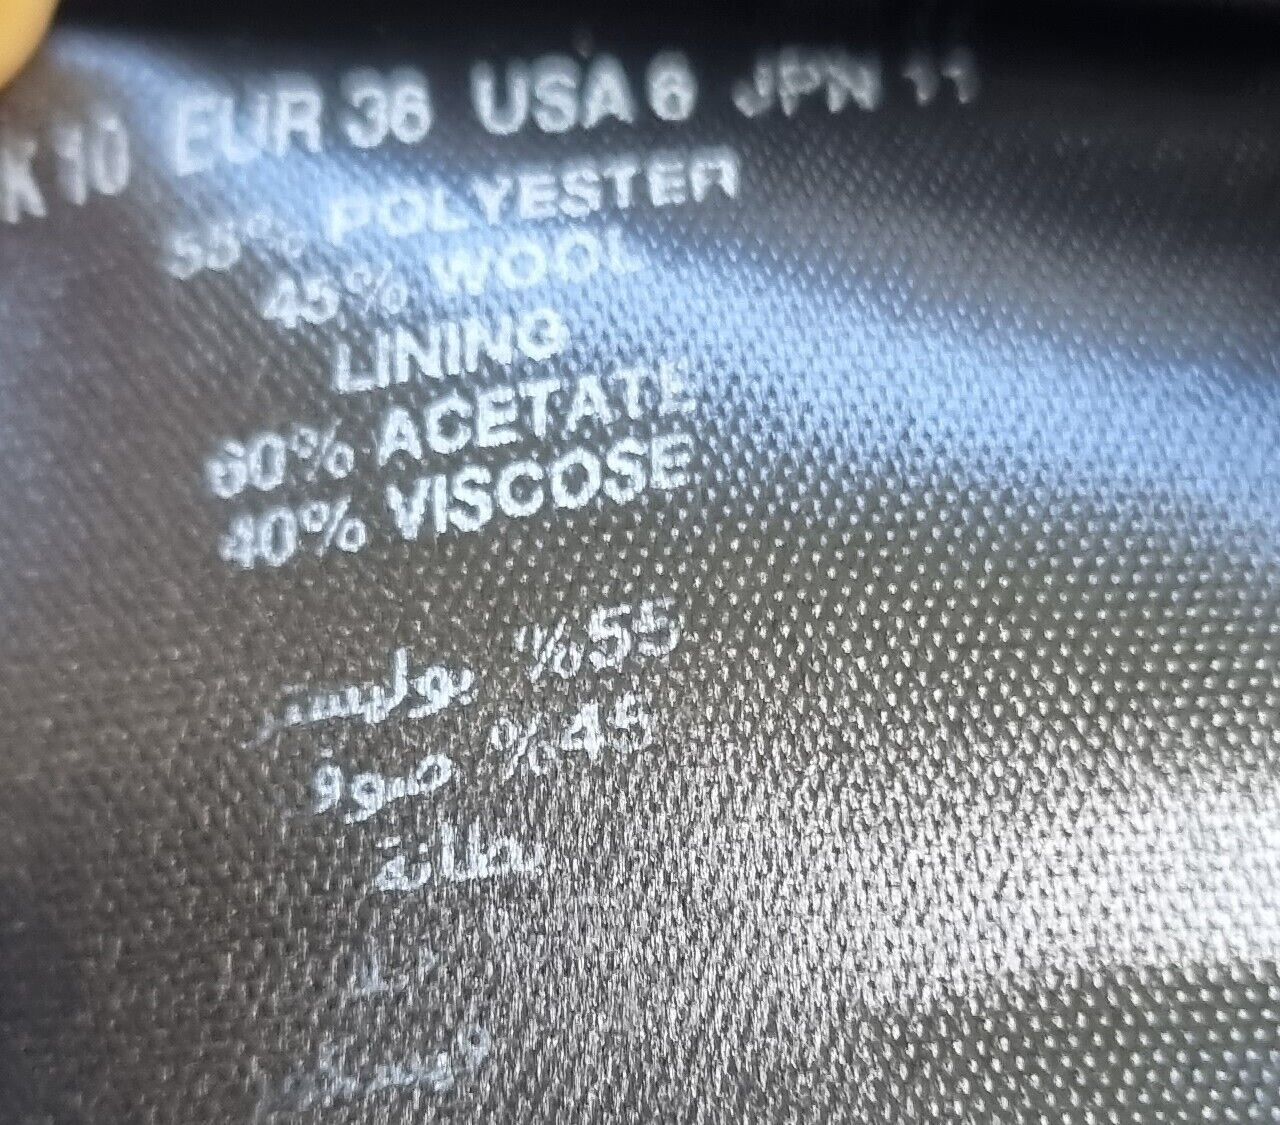 K 10 EUR 36 USA 6 JPN 11
55% POLYESTER
45% WOOL
LINING
60% ACETATE
40% VISCOSE
%55 بوليستر
%45 صوف
بطانة